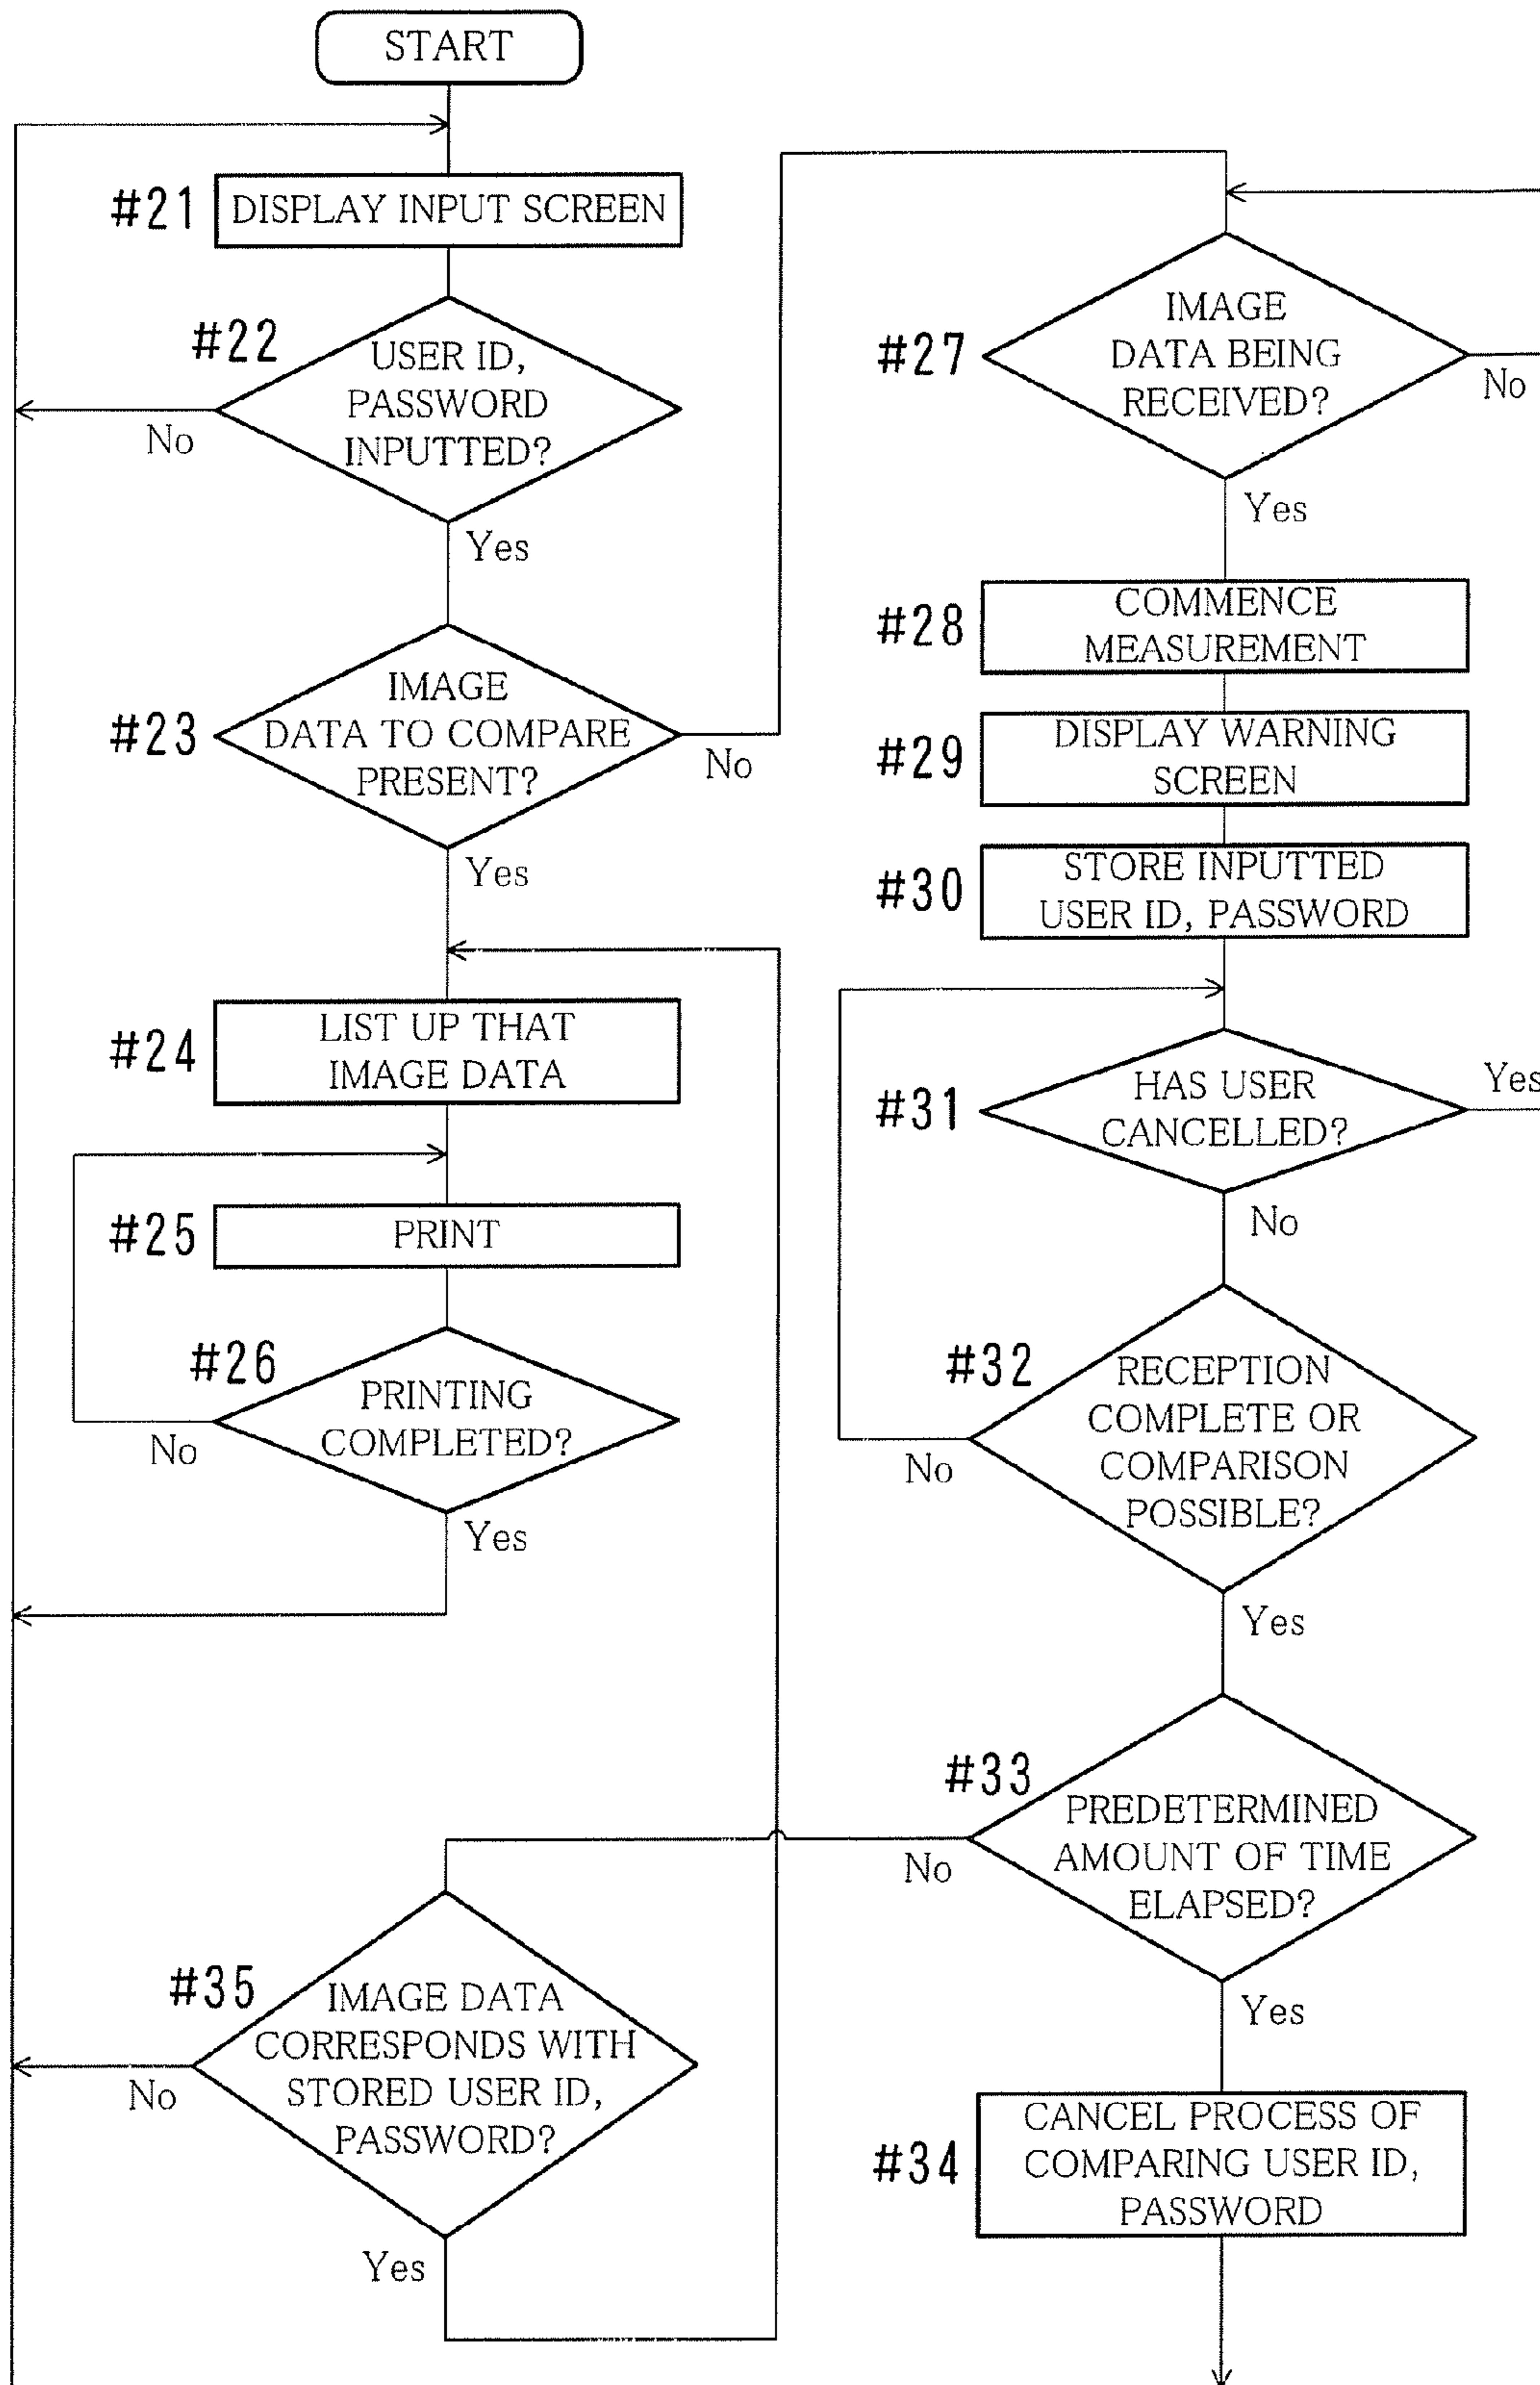 START
#21
DISPLAY INPUT SCREEN
#22
USER ID,
PASSWORD
INPUTTED?
No
Yes
#23
IMAGE
DATA TO COMPARE
PRESENT?
No
Yes
#24
LIST UP THAT
IMAGE DATA
#25
PRINT
#26
PRINTING
COMPLETED?
No
Yes
#27
IMAGE
DATA BEING
RECEIVED?
No
Yes
#28
COMMENCE
MEASUREMENT
#29
DISPLAY WARNING
SCREEN
#30
STORE INPUTTED
USER ID, PASSWORD
#31
HAS USER
CANCELLED?
Yes
No
#32
RECEPTION
COMPLETE OR
COMPARISON
POSSIBLE?
No
Yes
#33
PREDETERMINED
AMOUNT OF TIME
ELAPSED?
No
Yes
#35
IMAGE DATA
CORRESPONDS WITH
STORED USER ID,
PASSWORD?
No
Yes
#34
CANCEL PROCESS OF
COMPARING USER ID,
PASSWORD